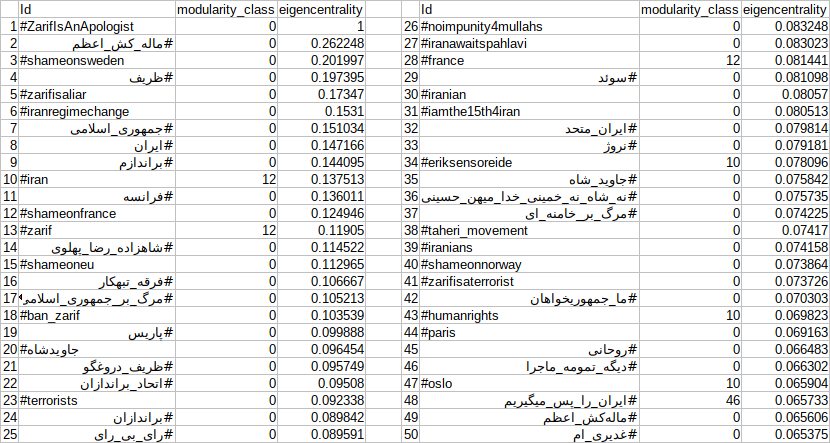 Id modularity_class eigencentrality
1 #ZarifIsAnApologist 0 1
2 #ماله_کش_اعظم 0 0.262248
3 #shameonsweden 0 0.201997
4 #ظریف 0 0.197395
5 #zarifisaliar 0 0.17347
6 #iranregimechange 0 0.1531
7 #جمهوری_اسلامی 0 0.151034
8 #ایران 0 0.147166
9 #براندازم 0 0.144095
10 #iran 12 0.137513
11 #فرانسه 0 0.136011
12 #shameonfrance 0 0.124946
13 #zarif 12 0.11905
14 #شاهزاده_رضا_پهلوی 0 0.114522
15 #shameoneu 0 0.112965
16 #فرقه_تبهکار 0 0.106667
17 #مرگ_بر_جمهوری_اسلامی 0 0.105213
18 #ban_zarif 0 0.103539
19 #پاریس 0 0.099888
20 #جاویدشاه 0 0.096454
21 #ظریف_دروغگو 0 0.095749
22 #اتحاد_براندازان 0 0.09508
23 #terrorists 0 0.092338
24 #براندازان 0 0.089842
25 #رای_بی_رای 0 0.089591
Id modularity_class eigencentrality
26 #noimpunity4mullahs 0 0.083248
27 #iranawaitspahlavi 0 0.083023
28 #france 12 0.081441
29 #سوئد 0 0.081098
30 #iranian 0 0.08057
31 #iamthe15th4iran 0 0.080513
32 #ایران_متحد 0 0.079814
33 #نروژ 0 0.079181
34 #eriksensoreide 10 0.078096
35 #جاوید_شاه 0 0.075842
36 #نه_شاه_نه_خمینی_خدا_میهن_حسینی 0 0.075735
37 #مرگ_بر_خامنه_ای 0 0.074225
38 #taheri_movement 0 0.07417
39 #iranians 0 0.074158
40 #shameonnorway 0 0.073864
41 #zarifisaterrorist 0 0.073726
42 #ما_جمهوریخواهان 0 0.070303
43 #humanrights 10 0.069823
44 #paris 0 0.069163
45 #روحانی 0 0.066483
46 #دیگه_تمومه_ماجرا 0 0.066302
47 #oslo 10 0.065904
48 #ایران_را_پس_میگیریم 46 0.065733
49 #ماله‌کش_اعظم 0 0.065606
50 #غدیری_ام 0 0.065375